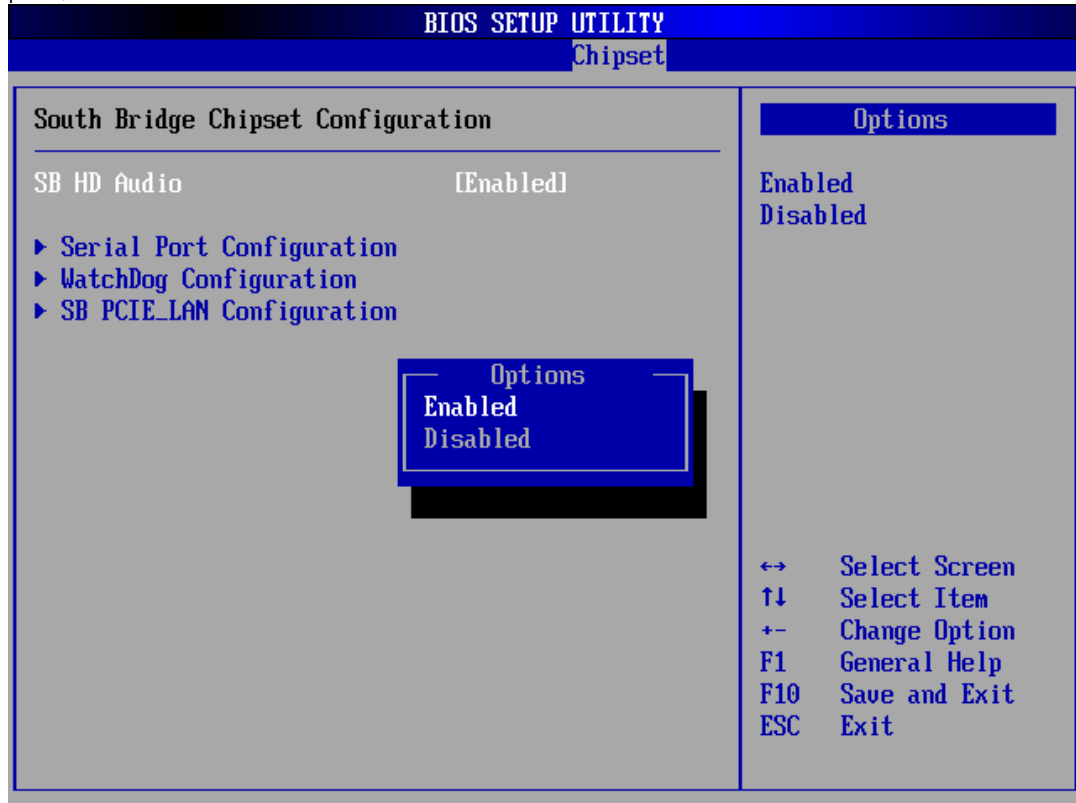 BIOS SETUP UTILITY
Chipset
South Bridge Chipset Configuration
SB HD Audio [Enabled]
Serial Port Configuration
WatchDog Configuration
SB PCIE_LAN Configuration
Options
Enabled
Disabled
Options
Enabled
Disabled
←→ Select Screen
↑↓ Select Item
+- Change Option
F1 General Help
F10 Save and Exit
ESC Exit